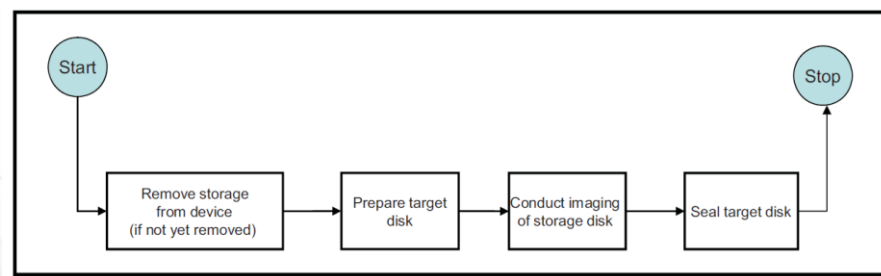 Start
Stop
Remove storage
from device
(if not yet removed)
Prepare target
disk
Conduct imaging
of storage disk
Seal target disk